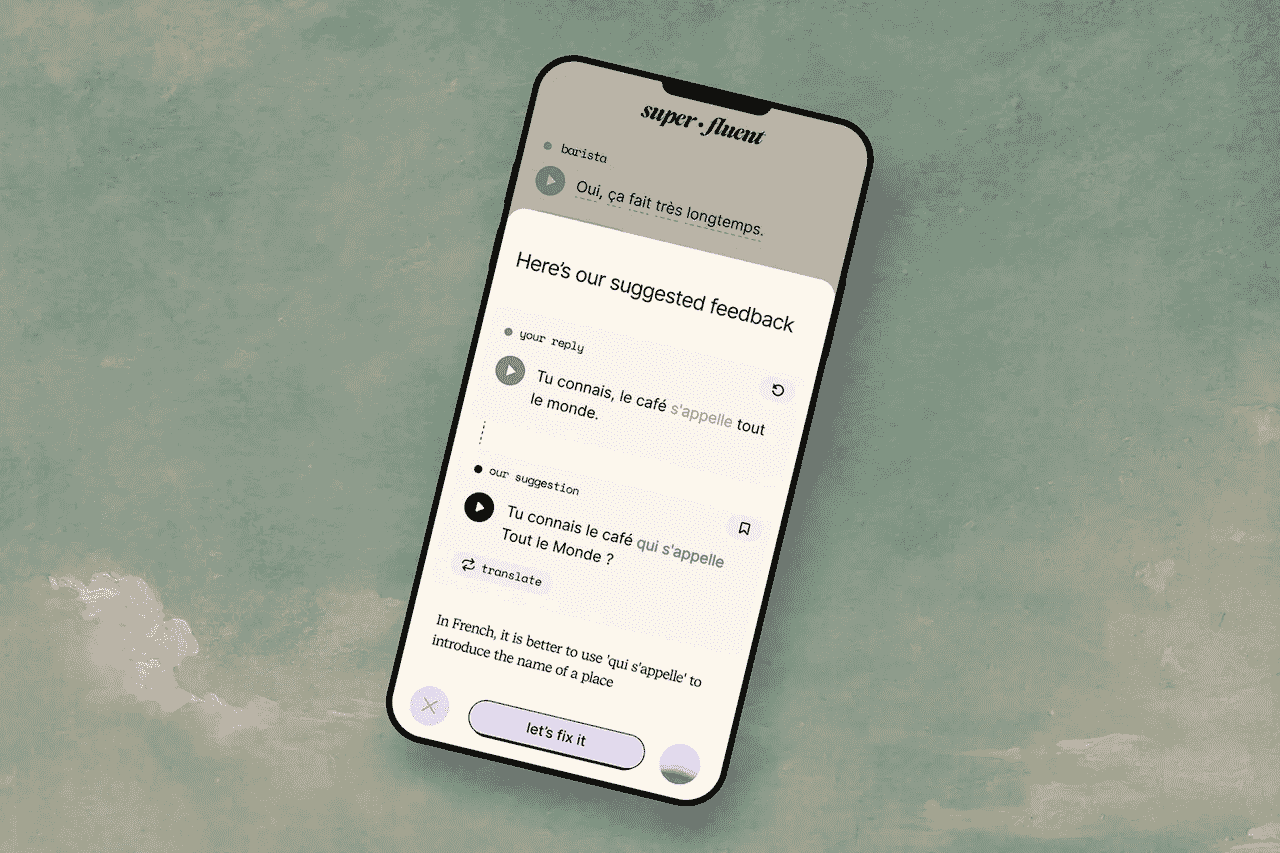 super•fluent
barista
Oui, ça fait très longtemps.
Here's our suggested feedback
your reply
Tu connais, le café s'appelle tout
le monde.
our suggestion
Tu connais le café qui s'appelle
Tout le Monde ?
translate
In French, it is better to use 'qui s'appelle' to
introduce the name of a place
let's fix it